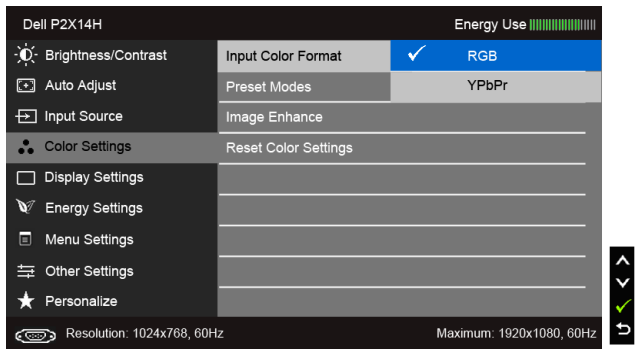 Dell P2X14H Energy Use
Brightness/Contrast Input Color Format RGB
Auto Adjust Preset Modes YPbPr
Input Source Image Enhance
Color Settings Reset Color Settings
Display Settings
Energy Settings
Menu Settings
Other Settings
Personalize
Resolution: 1024x768, 60Hz Maximum: 1920x1080, 60Hz